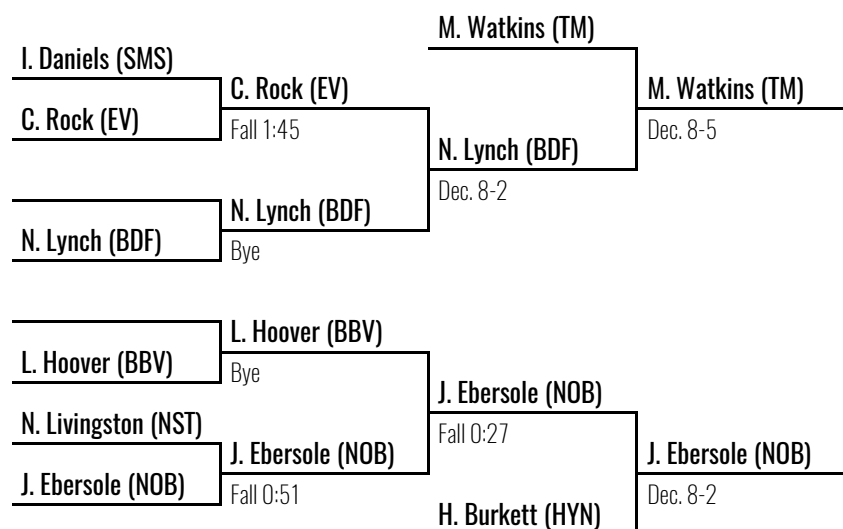 I. Daniels (SMS)
C. Rock (EV)
N. Lynch (BDF)
L. Hoover (BBV)
N. Livingston (NST)
J. Ebersole (NOB)
C. Rock (EV)
Fall 1:45
N. Lynch (BDF)
Bye
L. Hoover (BBV)
Bye
J. Ebersole (NOB)
Fall 0:51
M. Watkins (TM)
N. Lynch (BDF)
Dec. 8-2
J. Ebersole (NOB)
Fall 0:27
H. Burkett (HYN)
M. Watkins (TM)
Dec. 8-5
J. Ebersole (NOB)
Dec. 8-2